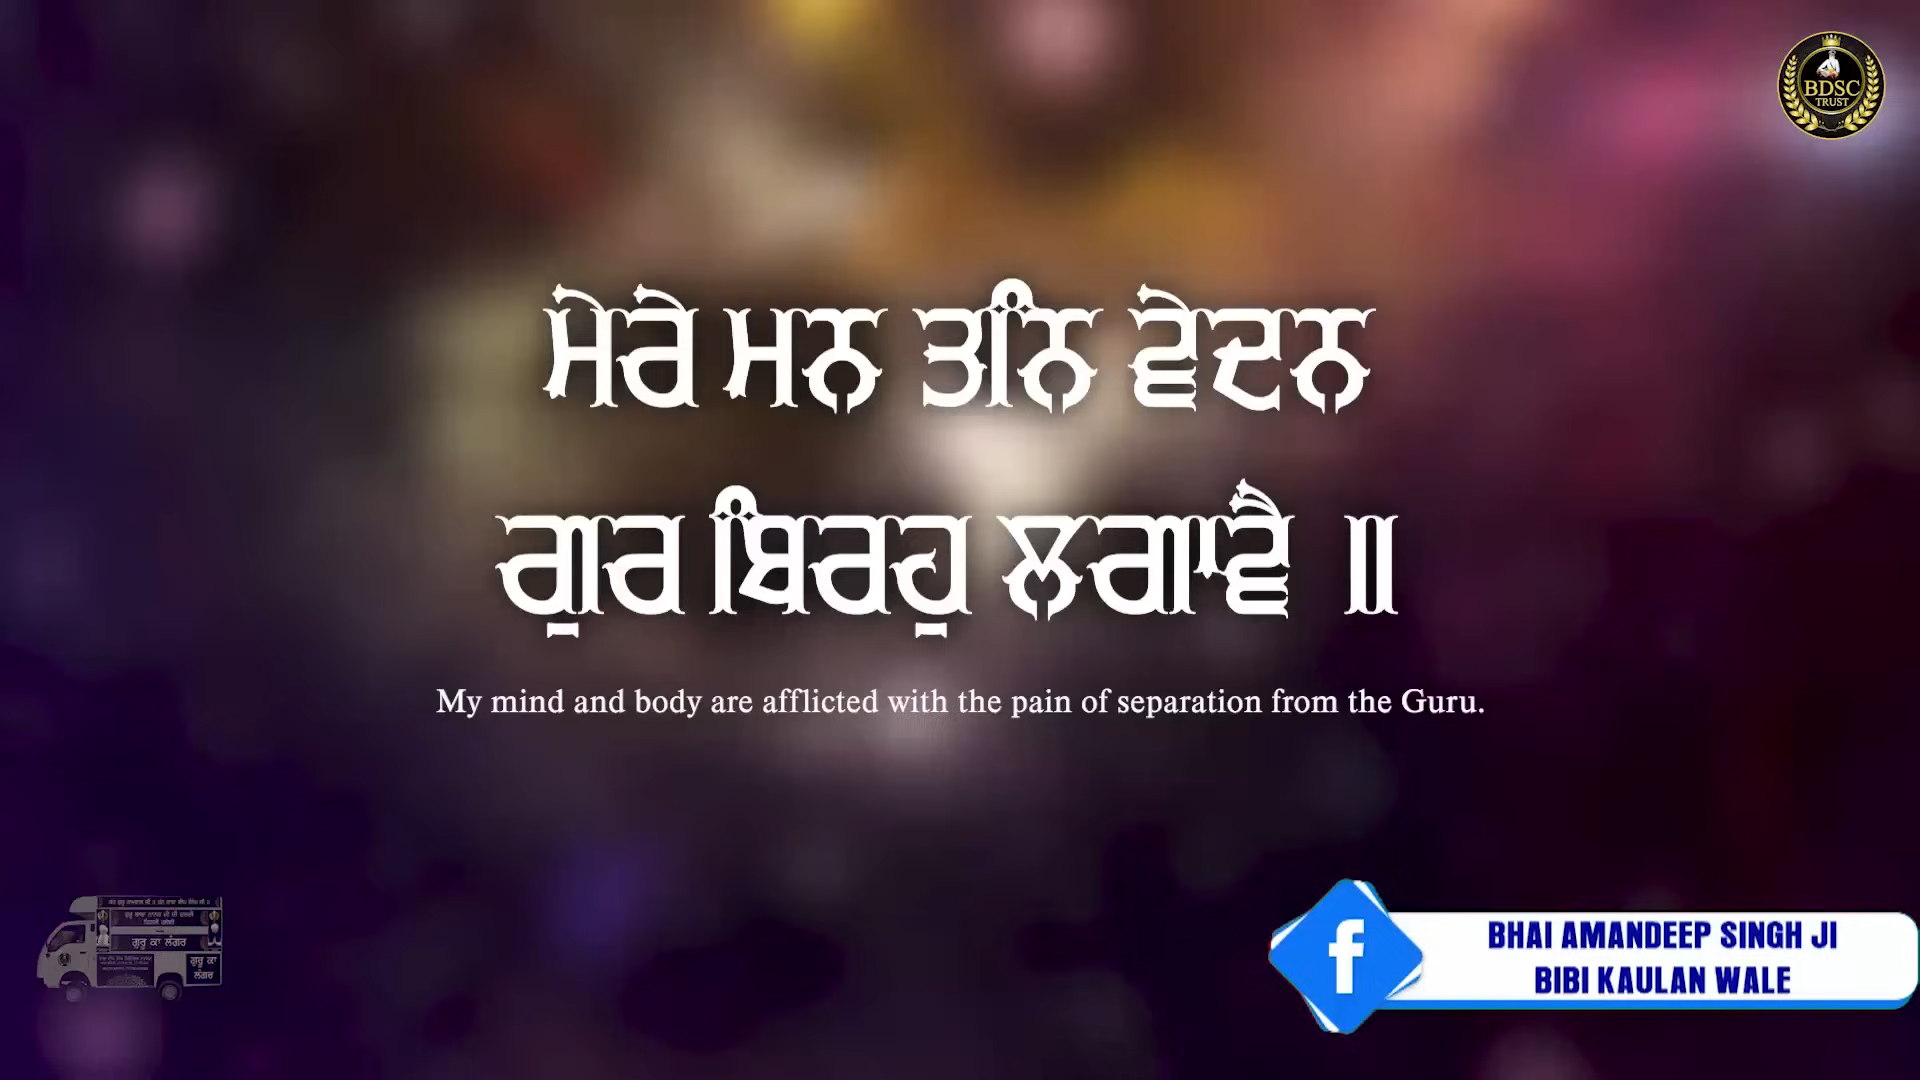 BDSC
TRUST
ਮੇਰੇ ਮਨ ਤਨਿ ਵੇਦਨ
ਗੁਰ ਬਿਰਹੁ ਲਗਾਵੈ ॥
My mind and body are afflicted with the pain of separation from the Guru.
ਗੁਰੂ ਕਾ ਲੰਗਰ
ਗੁਰੂ ਕਾ
ਲੰਗਰ
f
BHAI AMANDEEP SINGH JI
BIBI KAULAN WALE